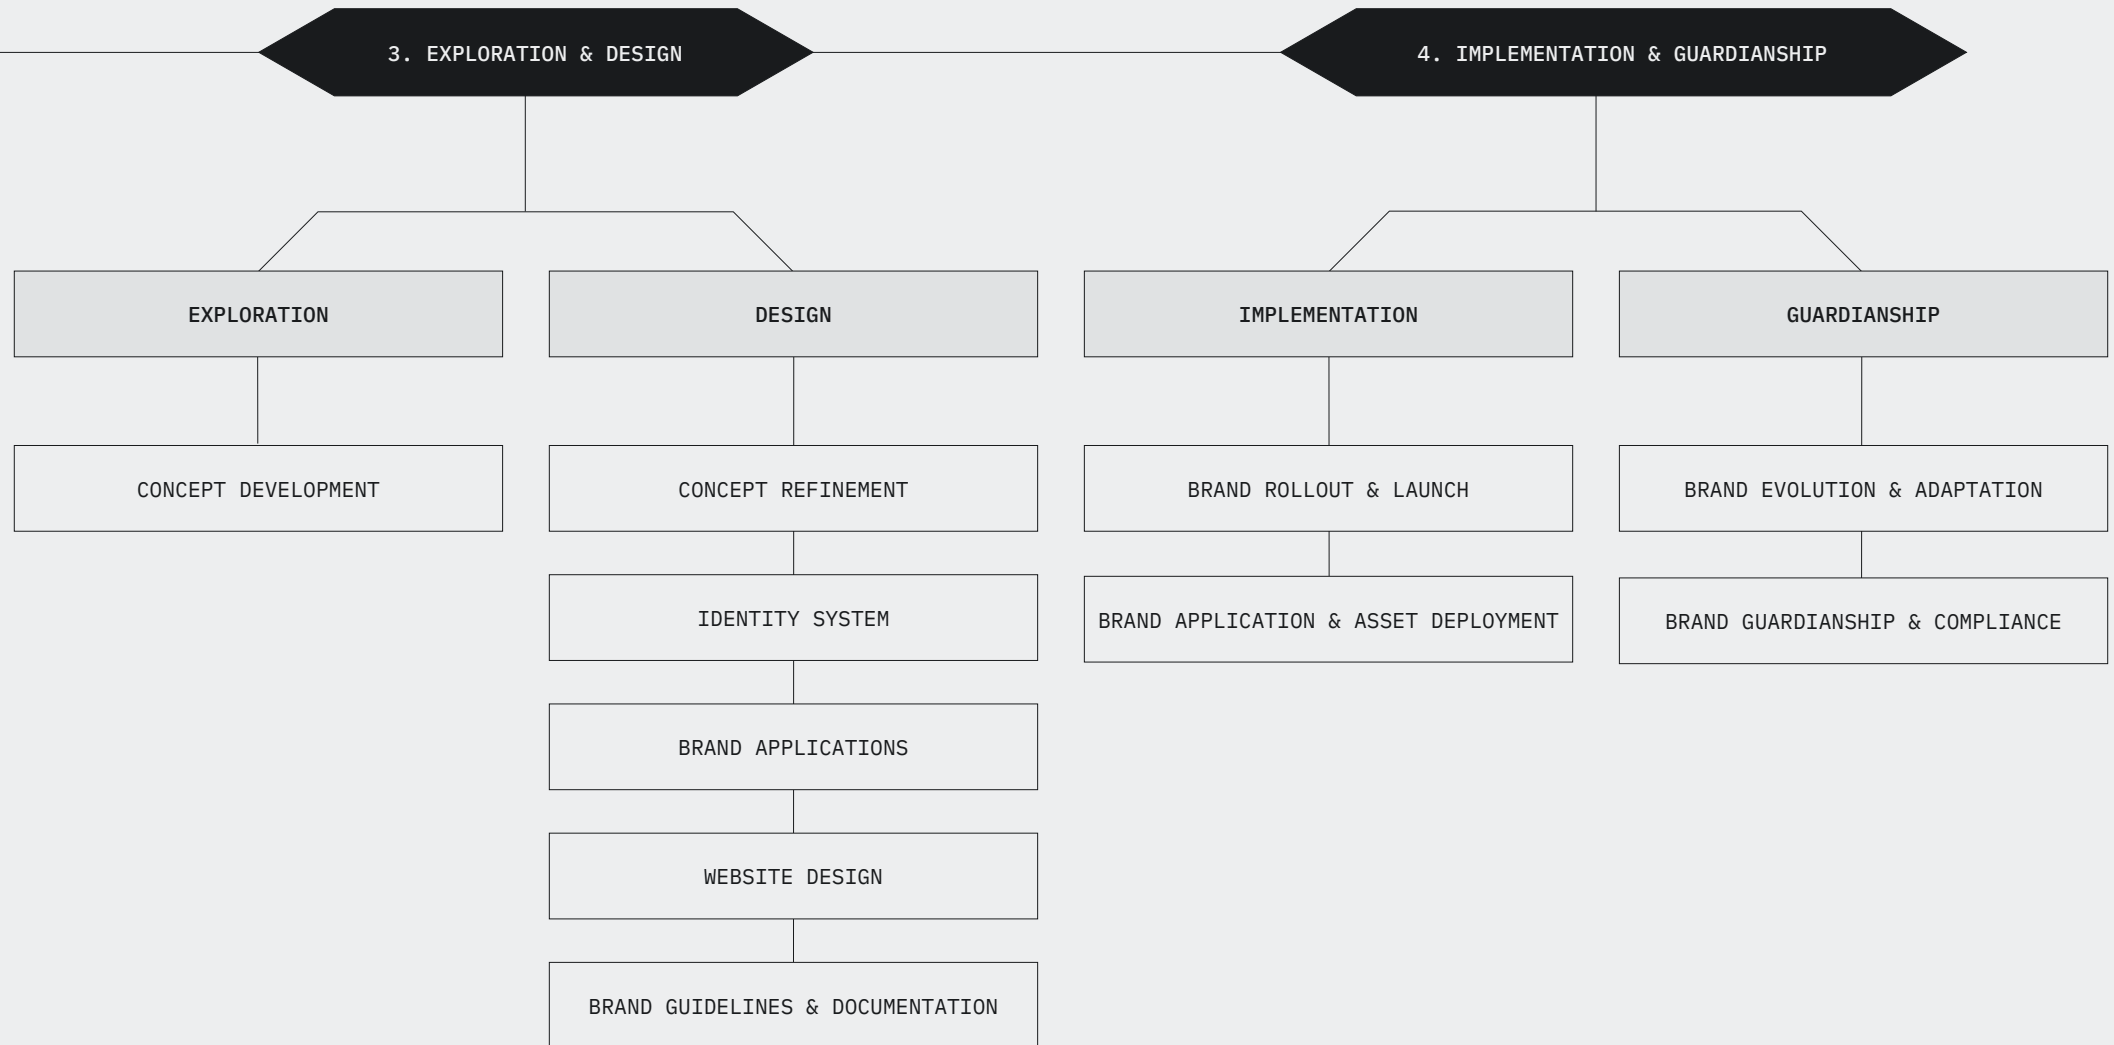 3. EXPLORATION & DESIGN
4. IMPLEMENTATION & GUARDIANSHIP
EXPLORATION
DESIGN
IMPLEMENTATION
GUARDIANSHIP
CONCEPT DEVELOPMENT
CONCEPT REFINEMENT
BRAND ROLLOUT & LAUNCH
BRAND EVOLUTION & ADAPTATION
IDENTITY SYSTEM
BRAND APPLICATION & ASSET DEPLOYMENT
BRAND GUARDIANSHIP & COMPLIANCE
BRAND APPLICATIONS
WEBSITE DESIGN
BRAND GUIDELINES & DOCUMENTATION